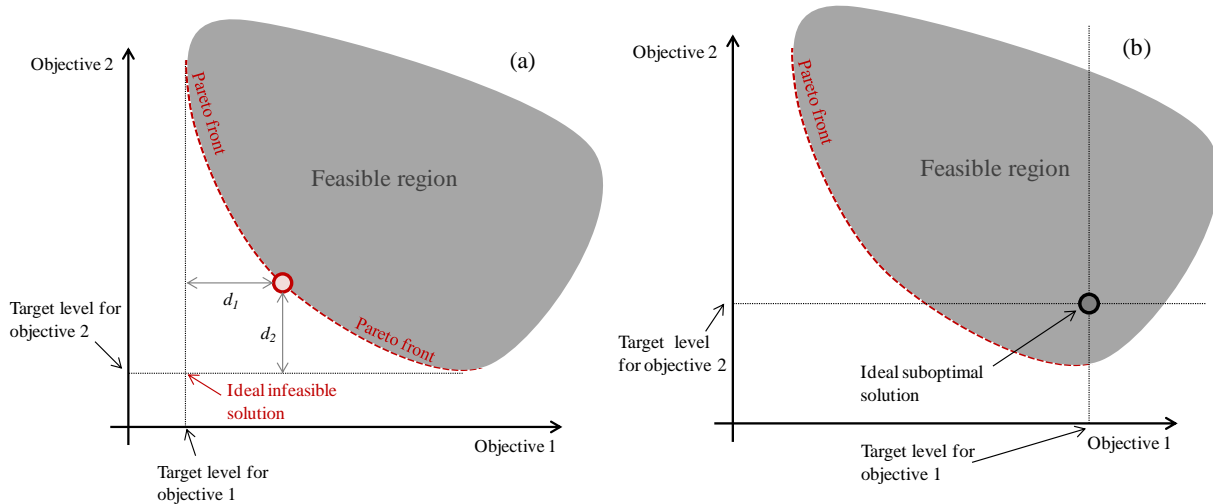 (a)
Objective 2
Pareto front
Feasible region
d1
d2
Pareto front
Target level for
objective 2
Ideal infeasible
solution
Objective 1
Target level for
objective 1
(b)
Objective 2
Pareto front
Feasible region
Target level
for objective 2
Ideal suboptimal
solution
Objective 1
Target level for
objective 1